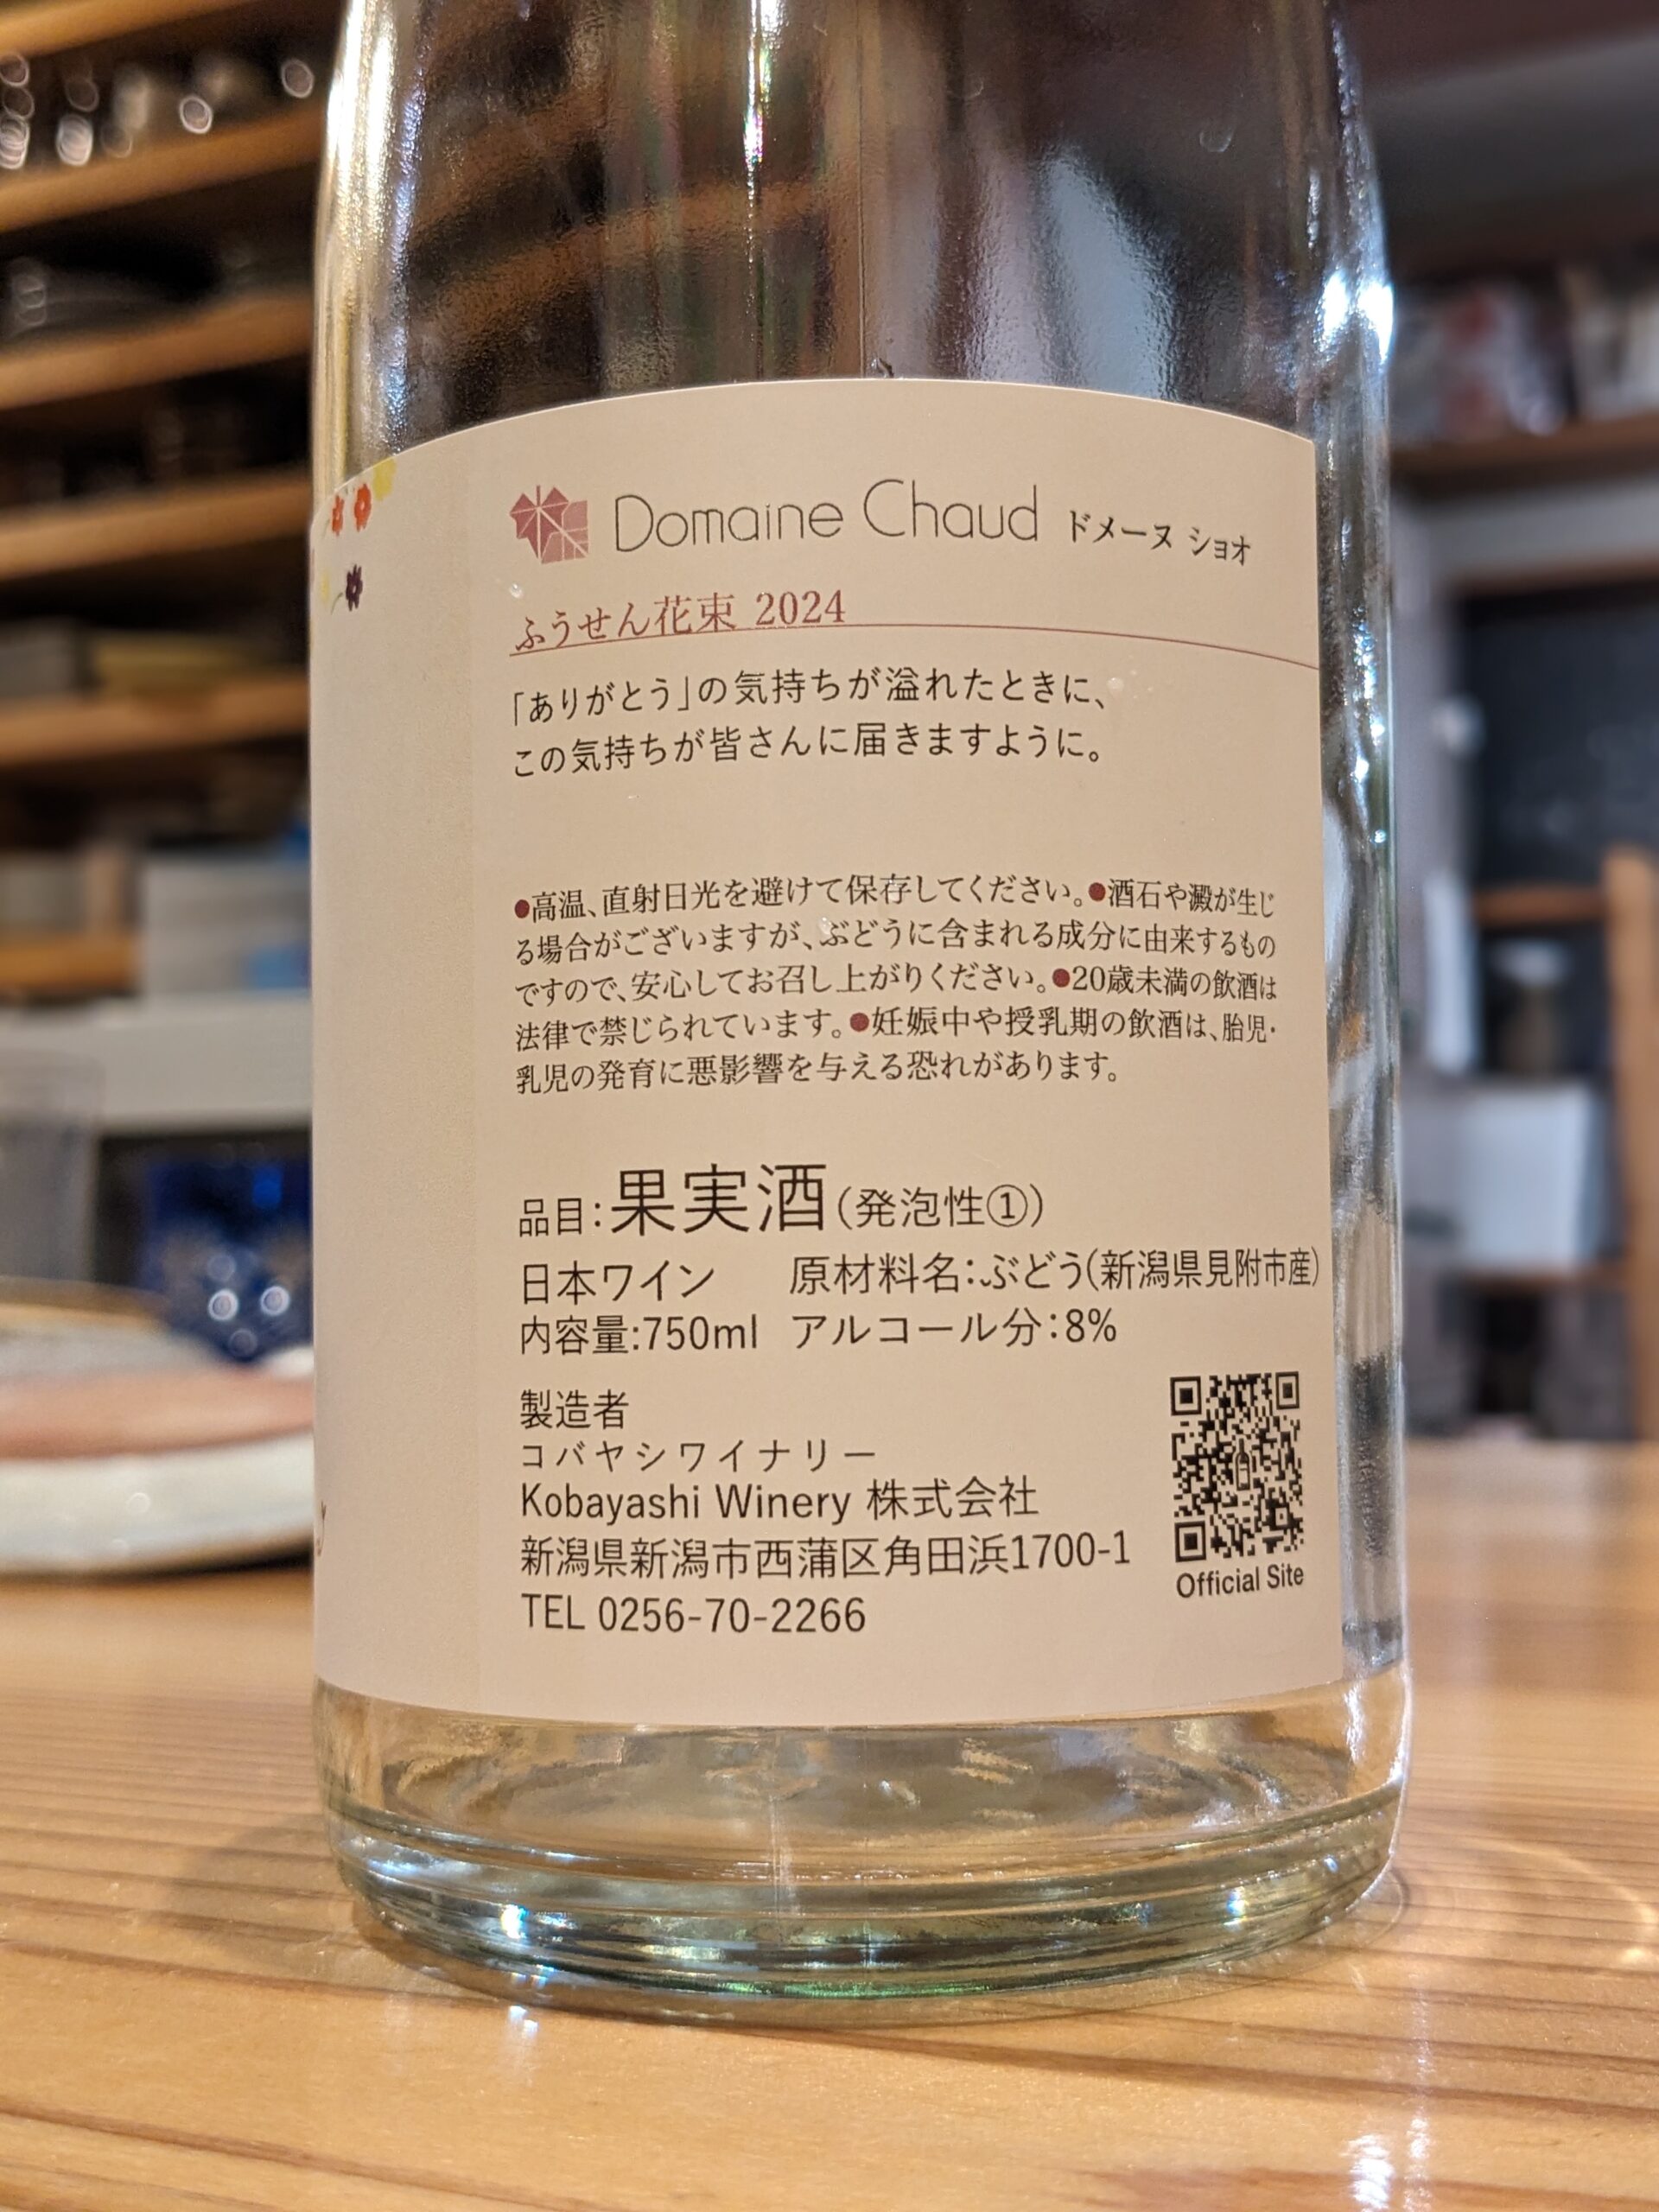 Domaine Chaud ドメーヌ ショオ
ふうせん花束 2024
「ありがとう」の気持ちが溢れたときに、
この気持ちが皆さんに届きますように。
●高温、直射日光を避けて保存してください。●酒石や澱が生じ
る場合がございますが、ぶどうに含まれる成分に由来するもの
ですので、安心してお召し上がりください。●20歳未満の飲酒は
法律で禁じられています。●妊娠中や授乳期の飲酒は、胎児・
乳児の発育に悪影響を与える恐れがあります。
品目:果実酒(発泡性①)
日本ワイン 原材料名:ぶどう(新潟県見附市産)
内容量:750ml アルコール分:8%
製造者
コバヤシワイナリー
Kobayashi Winery 株式会社
新潟県新潟市西蒲区角田浜1700-1
TEL 0256-70-2266
Official Site